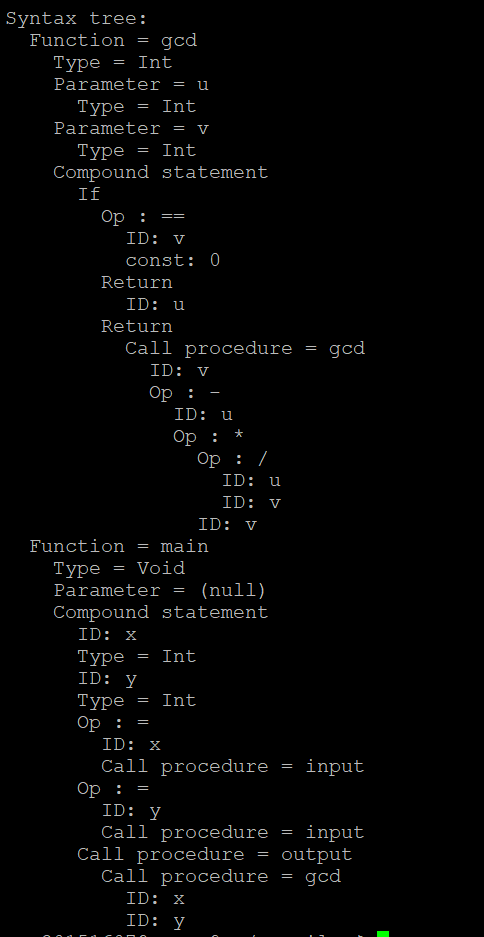 Syntax tree:
  Function = gcd
    Type = Int
    Parameter = u
      Type = Int
    Parameter = v
      Type = Int
    Compound statement
      If
        Op : ==
          ID: v
          const: 0
        Return
          ID: u
        Return
          Call procedure = gcd
            ID: v
            Op : -
              ID: u
              Op : *
                Op : /
                  ID: u
                  ID: v
                ID: v
  Function = main
    Type = Void
    Parameter = (null)
    Compound statement
      ID: x
      Type = Int
      ID: y
      Type = Int
      Op : =
        ID: x
        Call procedure = input
      Op : =
        ID: y
        Call procedure = input
      Call procedure = output
        Call procedure = gcd
          ID: x
          ID: y